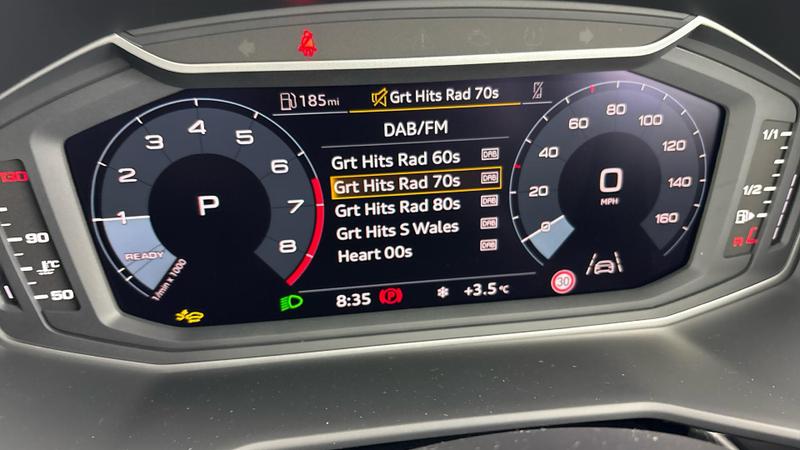 185mi
Grt Hits Rad 70s
DAB/FM
Grt Hits Rad 60s DAB
Grt Hits Rad 70s DAB
Grt Hits Rad 80s DAB
Grt Hits S Wales DAB
Heart 00s DAB
1 2 3 4 5 6 7 8
P
READY
1/min x 1000
0 20 40 60 80 100 120 140 160
0
MPH
8:35
P
+3.5°C
30
130
90
°C
50
1/1
1/2